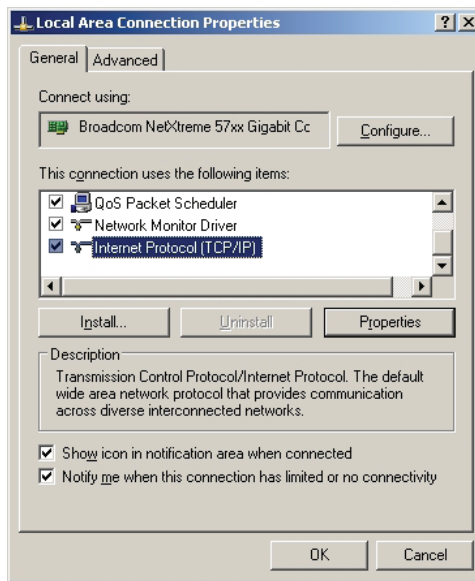 Local Area Connection Properties
General
Advanced
Connect using:
Broadcom NetXtreme 57xx Gigabit Cc
Configure...
This connection uses the following items:
QoS Packet Scheduler
Network Monitor Driver
Internet Protocol (TCP/IP)
Install...
Uninstall
Properties
Description
Transmission Control Protocol/Internet Protocol. The default
wide area network protocol that provides communication
across diverse interconnected networks.
Show icon in notification area when connected
Notify me when this connection has limited or no connectivity
OK
Cancel